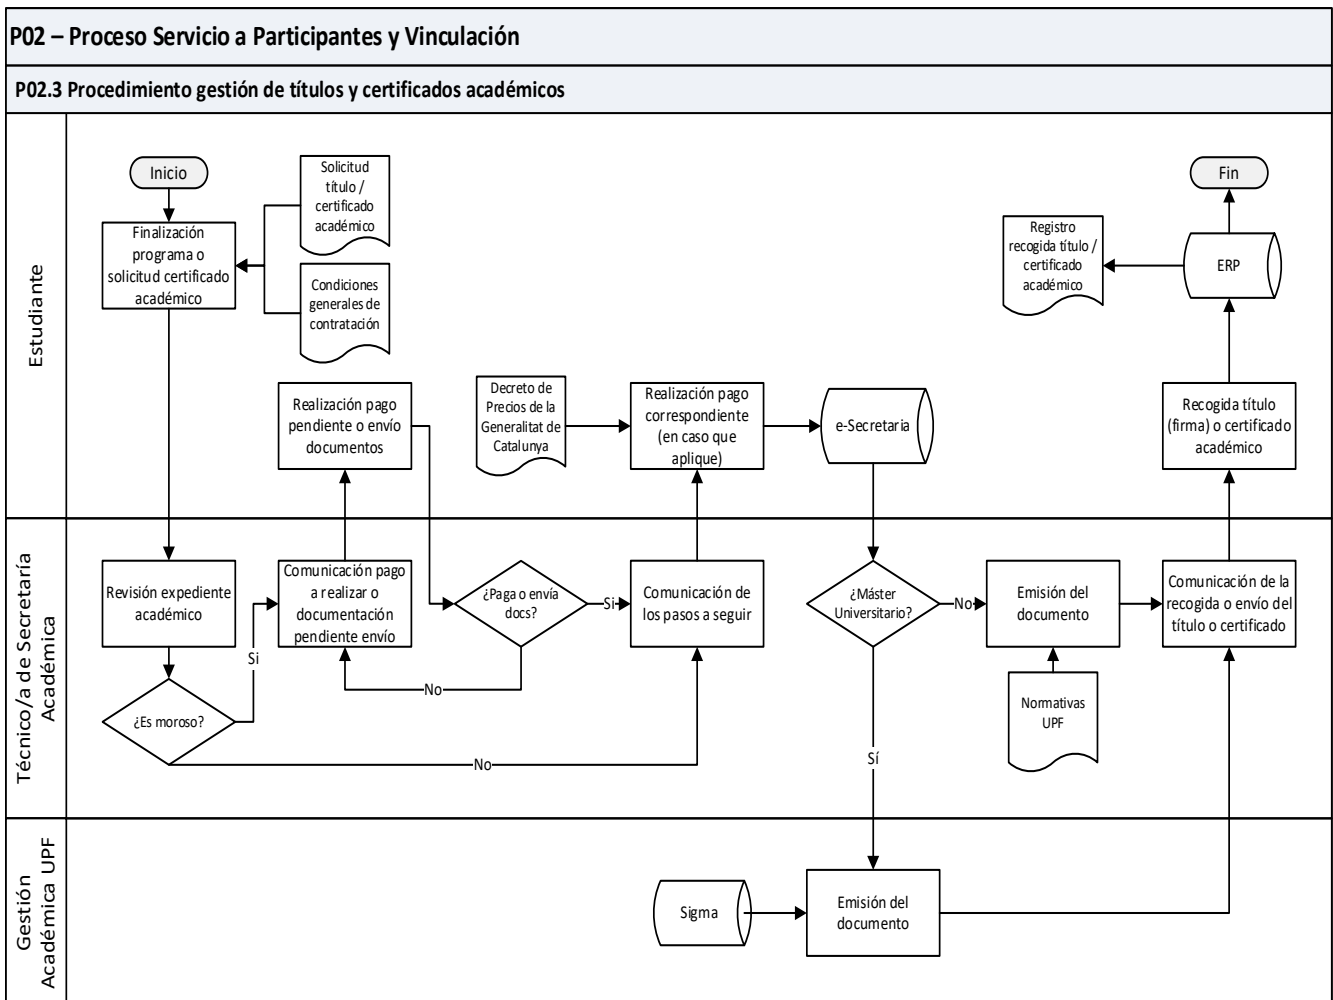 P02 – Proceso Servicio a Participantes y Vinculación
P02.3 Procedimiento gestión de títulos y certificados académicos
Estudiante
Inicio
Finalización
programa o
solicitud certificado
académico
Solicitud
título /
certificado
académico
Condiciones
generales de
contratación
Realización pago
pendiente o envío
documentos
Decreto de
Precios de la
Generalitat de
Catalunya
Realización pago
correspondiente
(en caso que
aplique)
e-Secretaria
Registro
recogida título /
certificado
académico
Fin
ERP
Recogida título
(firma) o certificado
académico
Técnico/a de Secretaría
Académica
Revisión expediente
académico
¿Es moroso?
Si
No
Comunicación pago
a realizar o
documentación
pendiente envío
¿Paga o envía
docs?
Si
No
Comunicación de
los pasos a seguir
¿Máster
Universitario?
No
Sí
Emisión del
documento
Normativas
UPF
Comunicación de la
recogida o envío del
título o certificado
Gestión
Académica UPF
Sigma
Emisión del
documento